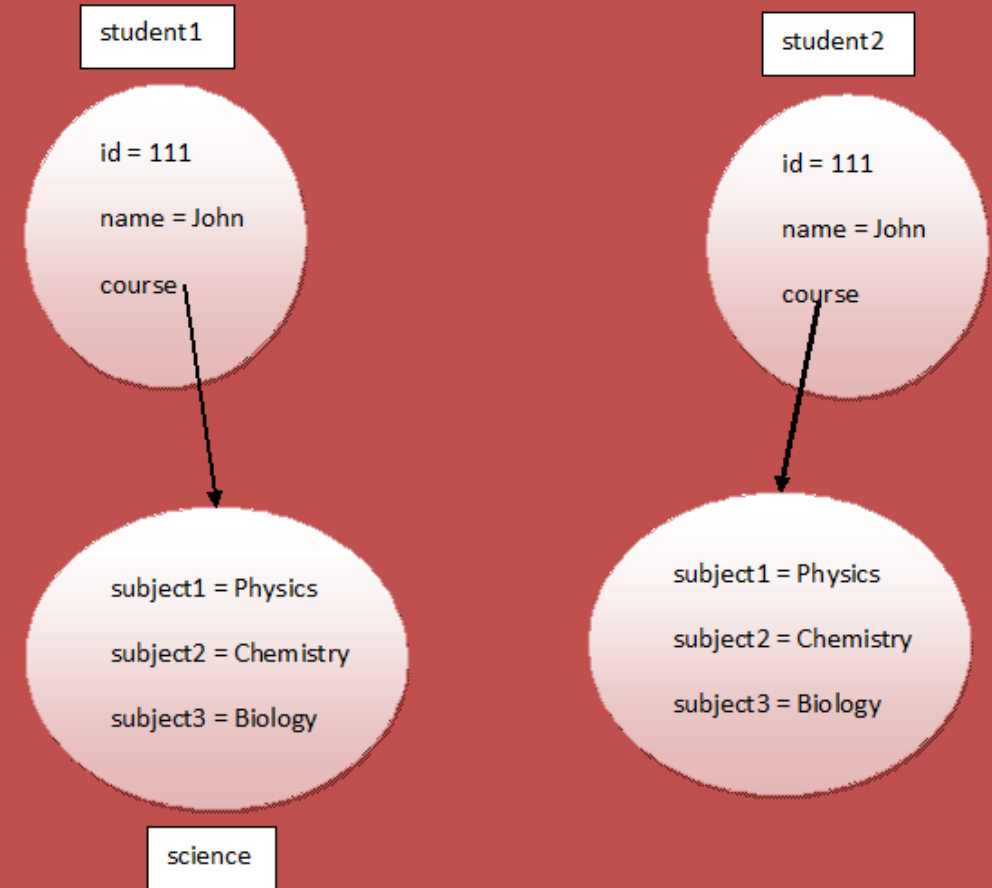 student1
id = 111
name = John
course
subject1 = Physics
subject2 = Chemistry
subject3 = Biology
science
student2
id = 111
name = John
course
subject1 = Physics
subject2 = Chemistry
subject3 = Biology